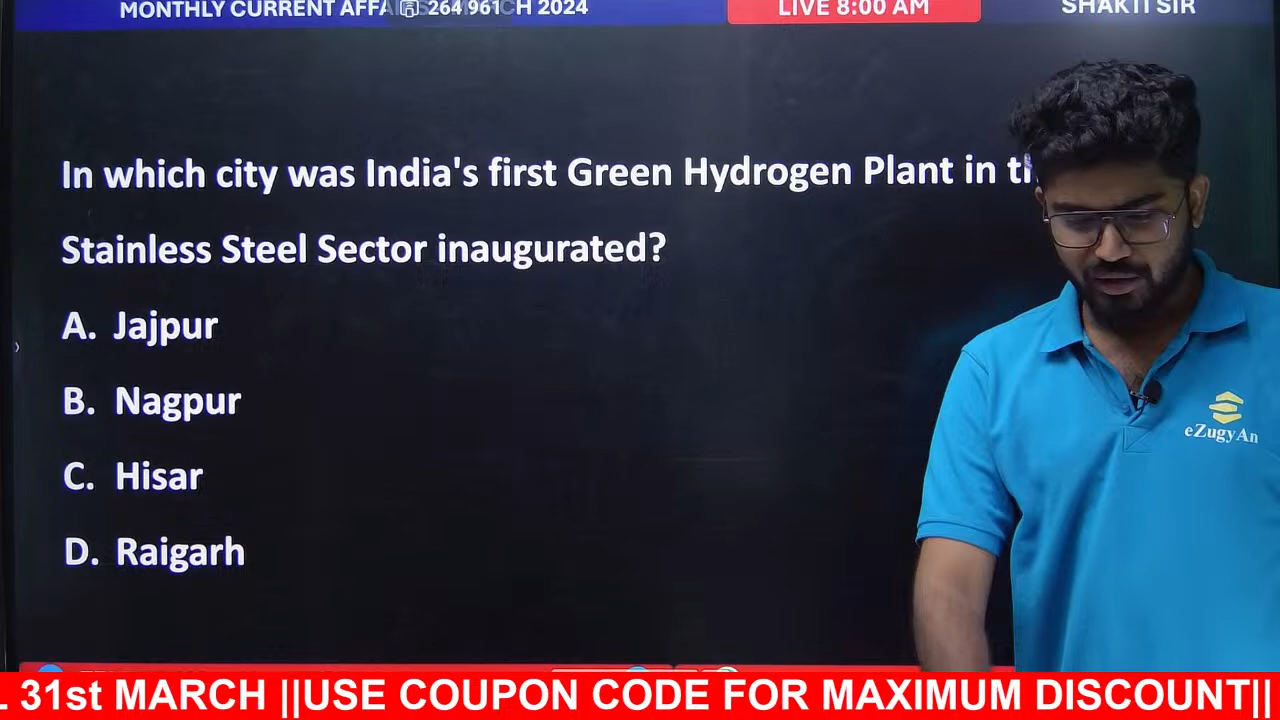 MONTHLY CURRENT AFFA 264 961 CH 2024
LIVE 8:00 AM
SHAKTI SIR
In which city was India's first Green Hydrogen Plant in
Stainless Steel Sector inaugurated?
A. Jajpur
B. Nagpur
C. Hisar
D. Raigarh
eZugyAn
31st MARCH ||USE COUPON CODE FOR MAXIMUM DISCOUNT||